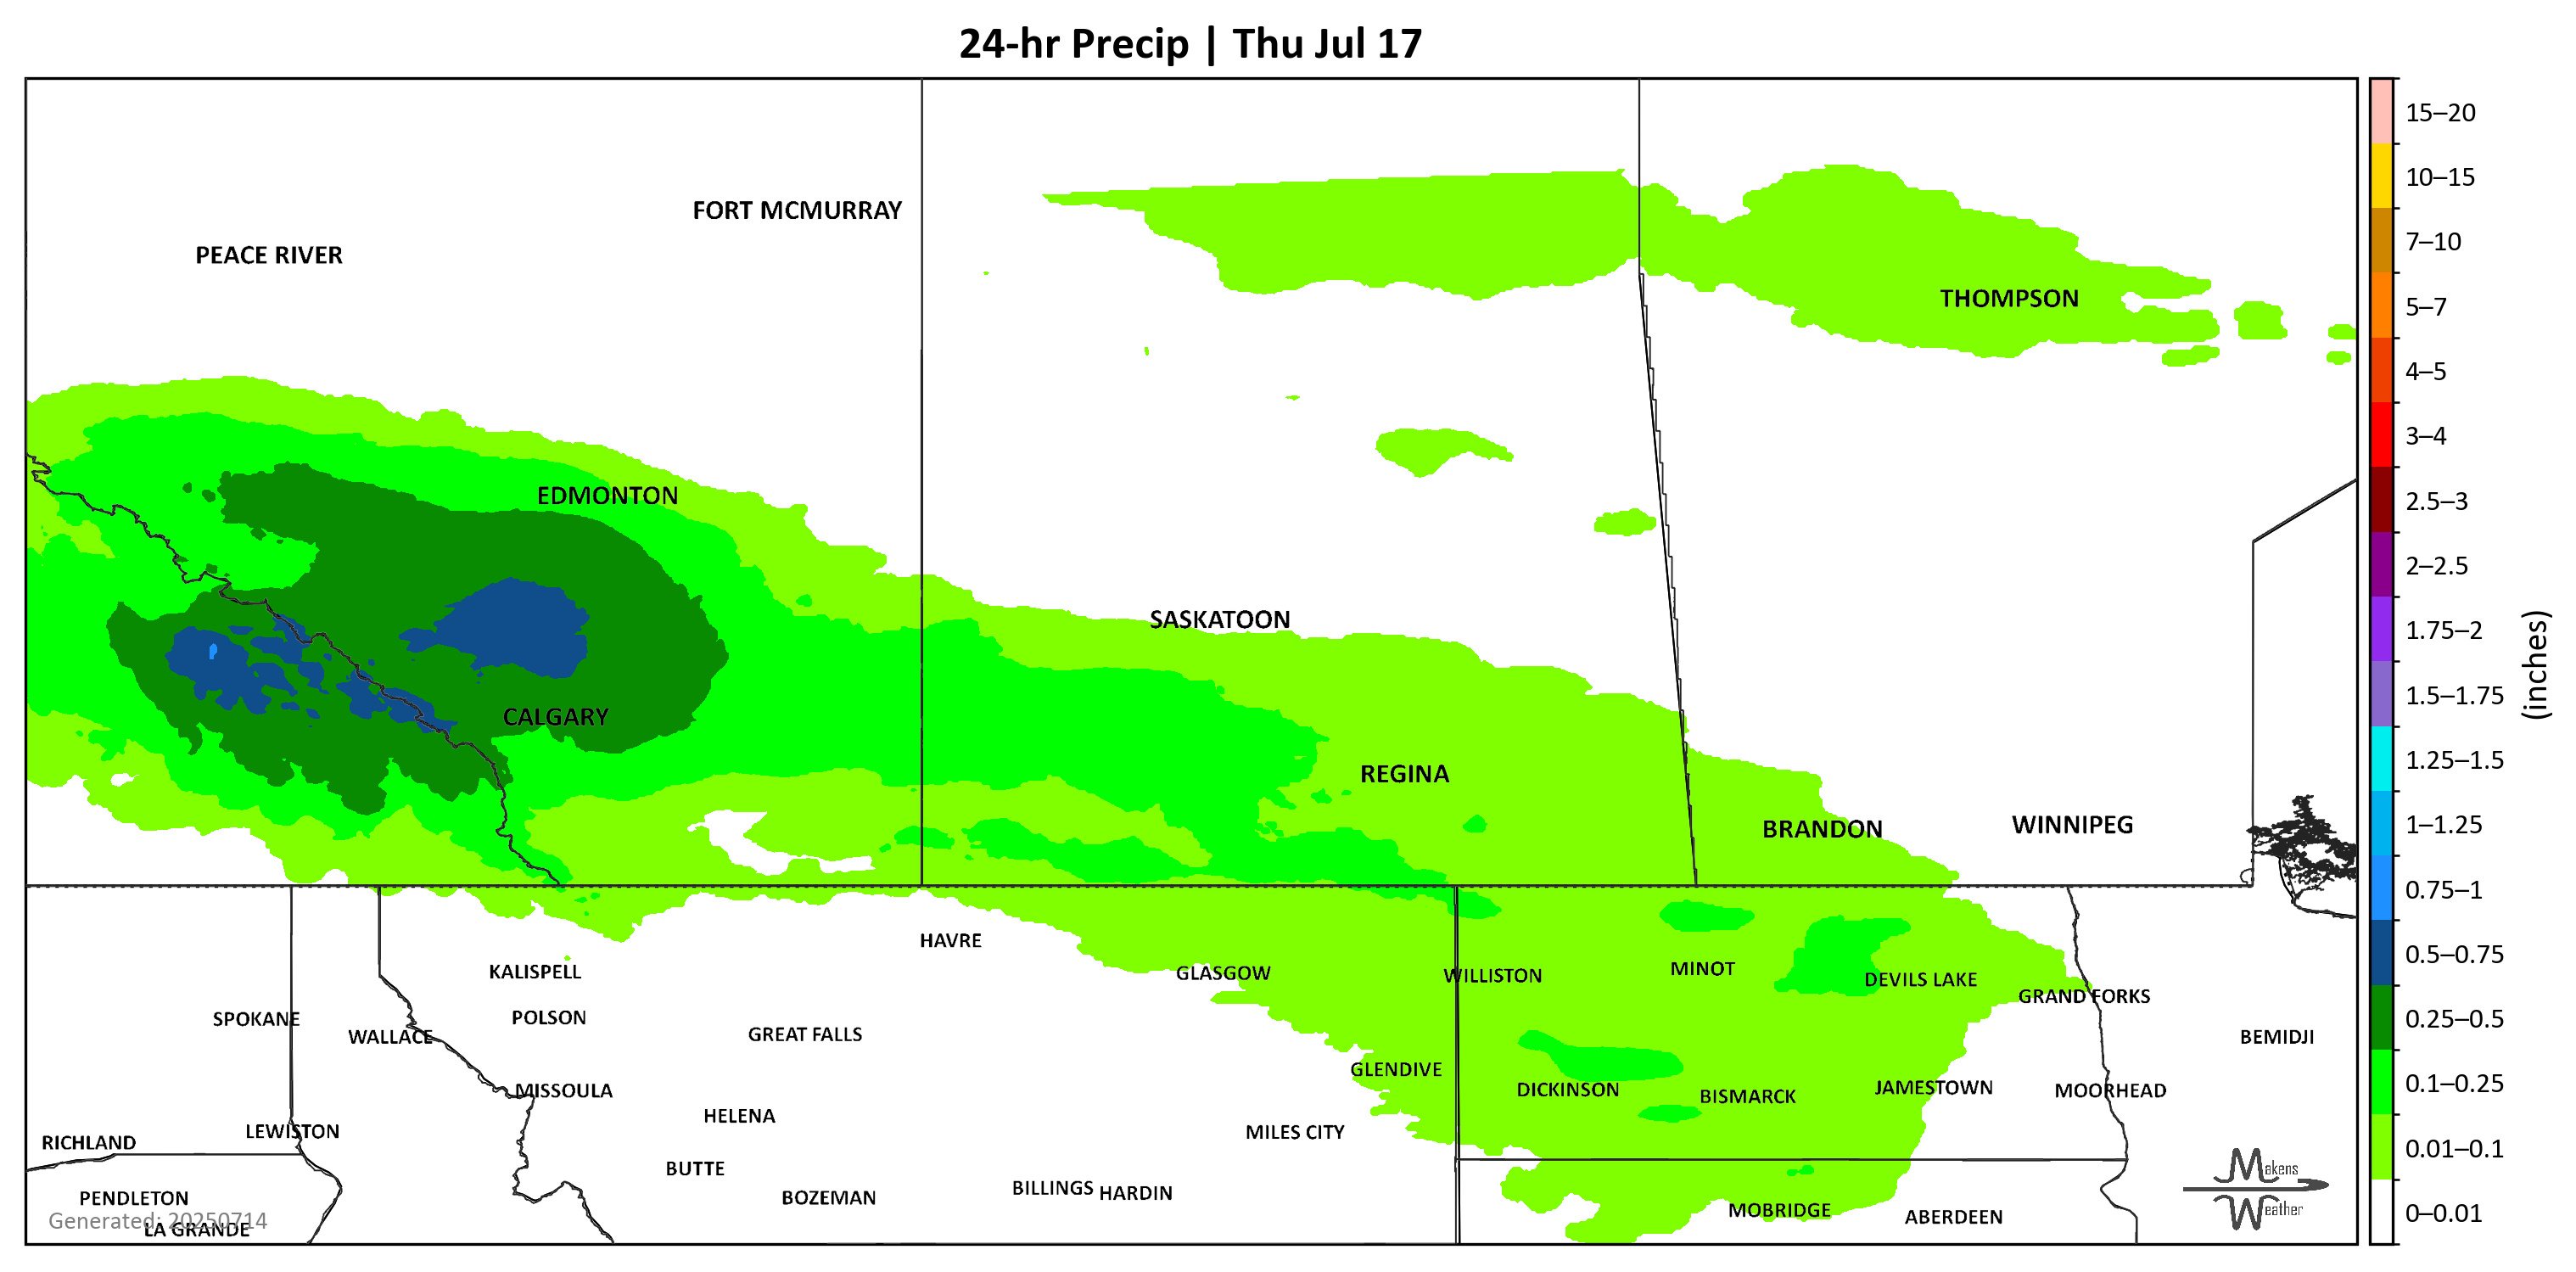 24-hr Precip | Thu Jul 17
FORT MCMURRAY
PEACE RIVER
THOMPSON
EDMONTON
SASKATOON
CALGARY
REGINA
BRANDON
WINNIPEG
HAVRE
KALISPELL
GLASGOW
WILLISTON
MINOT
DEVILS LAKE
GRAND FORKS
SPOKANE
WALLACE
POLSON
GREAT FALLS
BEMIDJI
GLENDIVE
MISSOULA
DICKINSON
BISMARCK
JAMESTOWN
MOORHEAD
HELENA
RICHLAND
LEWISTON
MILES CITY
BUTTE
PENDLETON
BOZEMAN
BILLINGS
HARDIN
MOBRIDGE
ABERDEEN
Generated: 20250714
LA GRANDE
Makens
Weather
15–20
10–15
7–10
5–7
4–5
3–4
2.5–3
2–2.5
1.75–2
1.5–1.75
1.25–1.5
1–1.25
0.75–1
0.5–0.75
0.25–0.5
0.1–0.25
0.01–0.1
0–0.01
(inches)